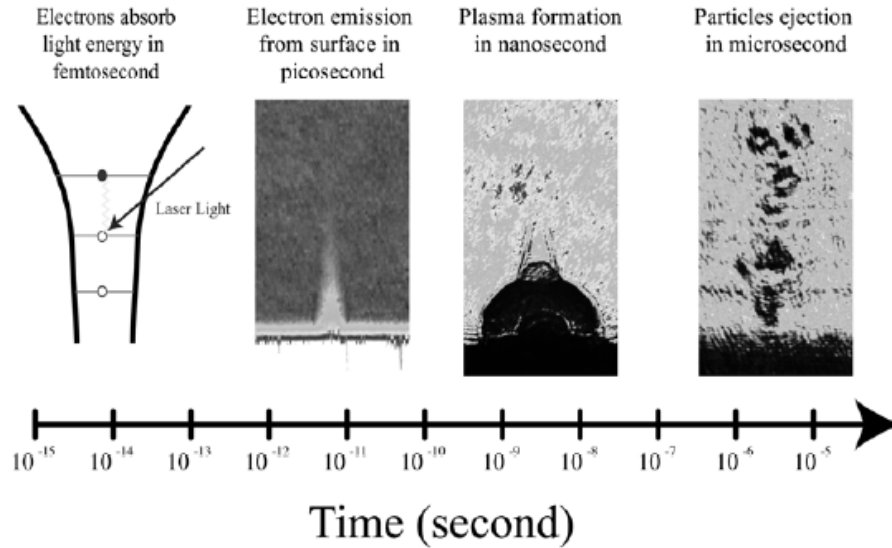 Electrons absorb
light energy in
femtosecond
Electron emission
from surface in
picosecond
Plasma formation
in nanosecond
Particles ejection
in microsecond
Laser Light
10⁻¹⁵ 10⁻¹⁴ 10⁻¹³ 10⁻¹² 10⁻¹¹ 10⁻¹⁰ 10⁻⁹ 10⁻⁸ 10⁻⁷ 10⁻⁶ 10⁻⁵
Time (second)